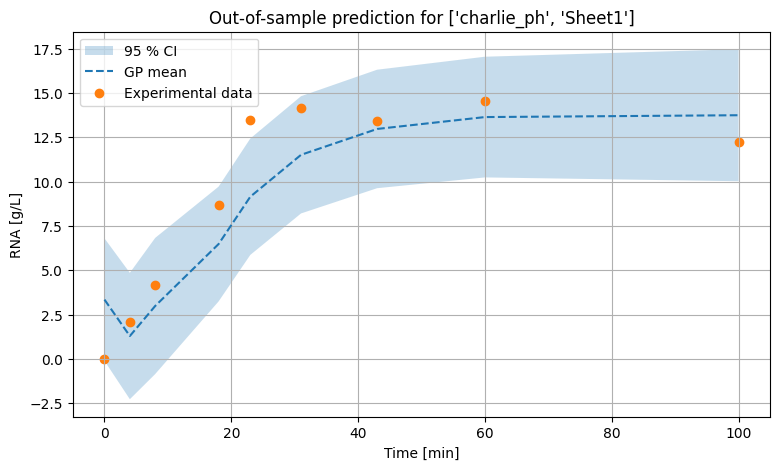 Out-of-sample prediction for ['charlie_ph', 'Sheet1']
95 % CI
GP mean
Experimental data
RNA [g/L]
17.5
15.0
12.5
10.0
7.5
5.0
2.5
0.0
−2.5
0 20 40 60 80 100
Time [min]